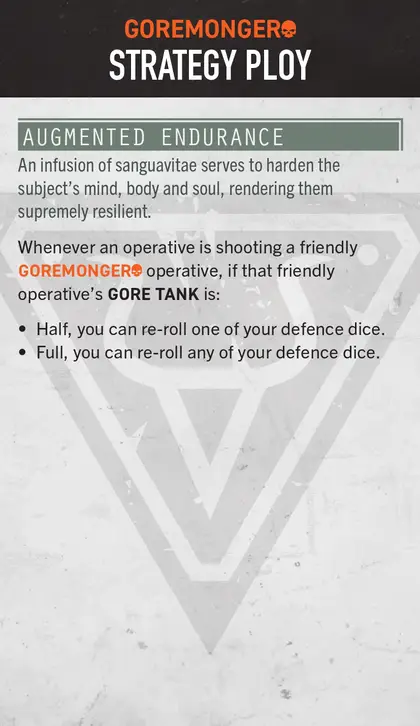 GOREMONGER
STRATEGY PLOY
AUGMENTED ENDURANCE
An infusion of sanguavitae serves to harden the
subject’s mind, body and soul, rendering them
supremely resilient.
Whenever an operative is shooting a friendly
GOREMONGER operative, if that friendly
operative’s GORE TANK is:
• Half, you can re-roll one of your defence dice.
• Full, you can re-roll any of your defence dice.